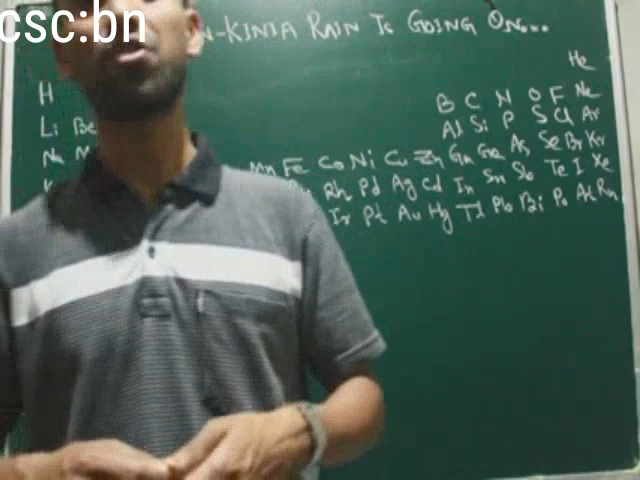 csc:bn
N-KINIA RAIN IS GOING ON...
He
H B C N O F Ne
Li Be Al Si P S Cl Ar
Na Mn Fe Co Ni Cu Zn Ga Ge As Se Br Kr
K Rh Pd Ag Cd In Sn Sb Te I Xe
Ir Pt Au Hg Tl Pb Bi Po At Rn